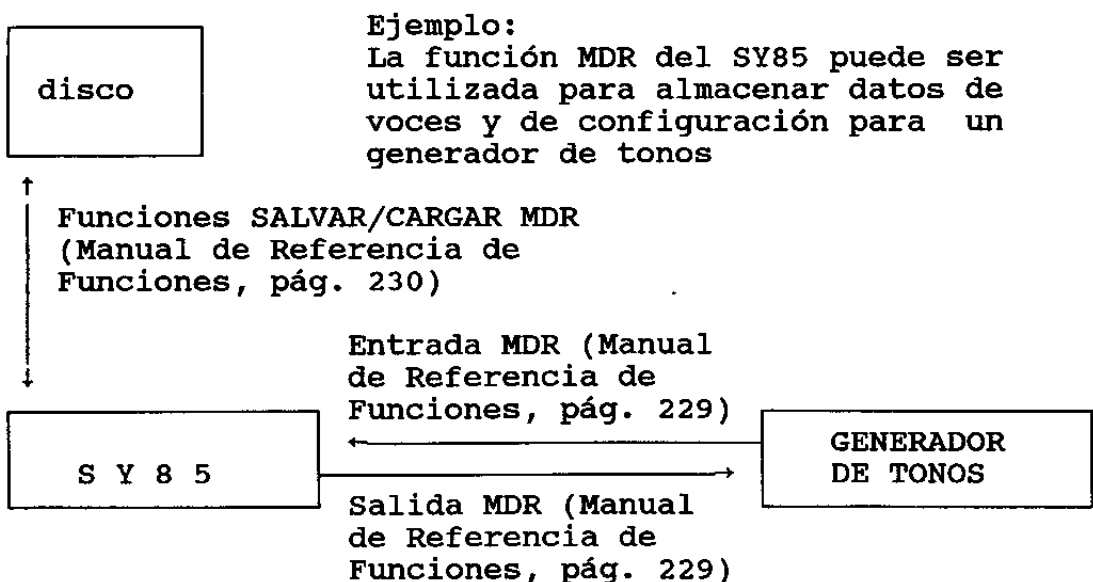 Ejemplo:
La función MDR del SY85 puede ser
disco
utilizada para almacenar datos de
voces y de configuración para un
generador de tonos
Funciones SALVAR/CARGAR MDR
(Manual de Referencia de
Funciones, pág. 230)
Entrada MDR (Manual
de Referencia de
Funciones, pág. 229)
S Y 8 5
GENERADOR
DE TONOS
Salida MDR (Manual
de Referencia de
Funciones, pág. 229)